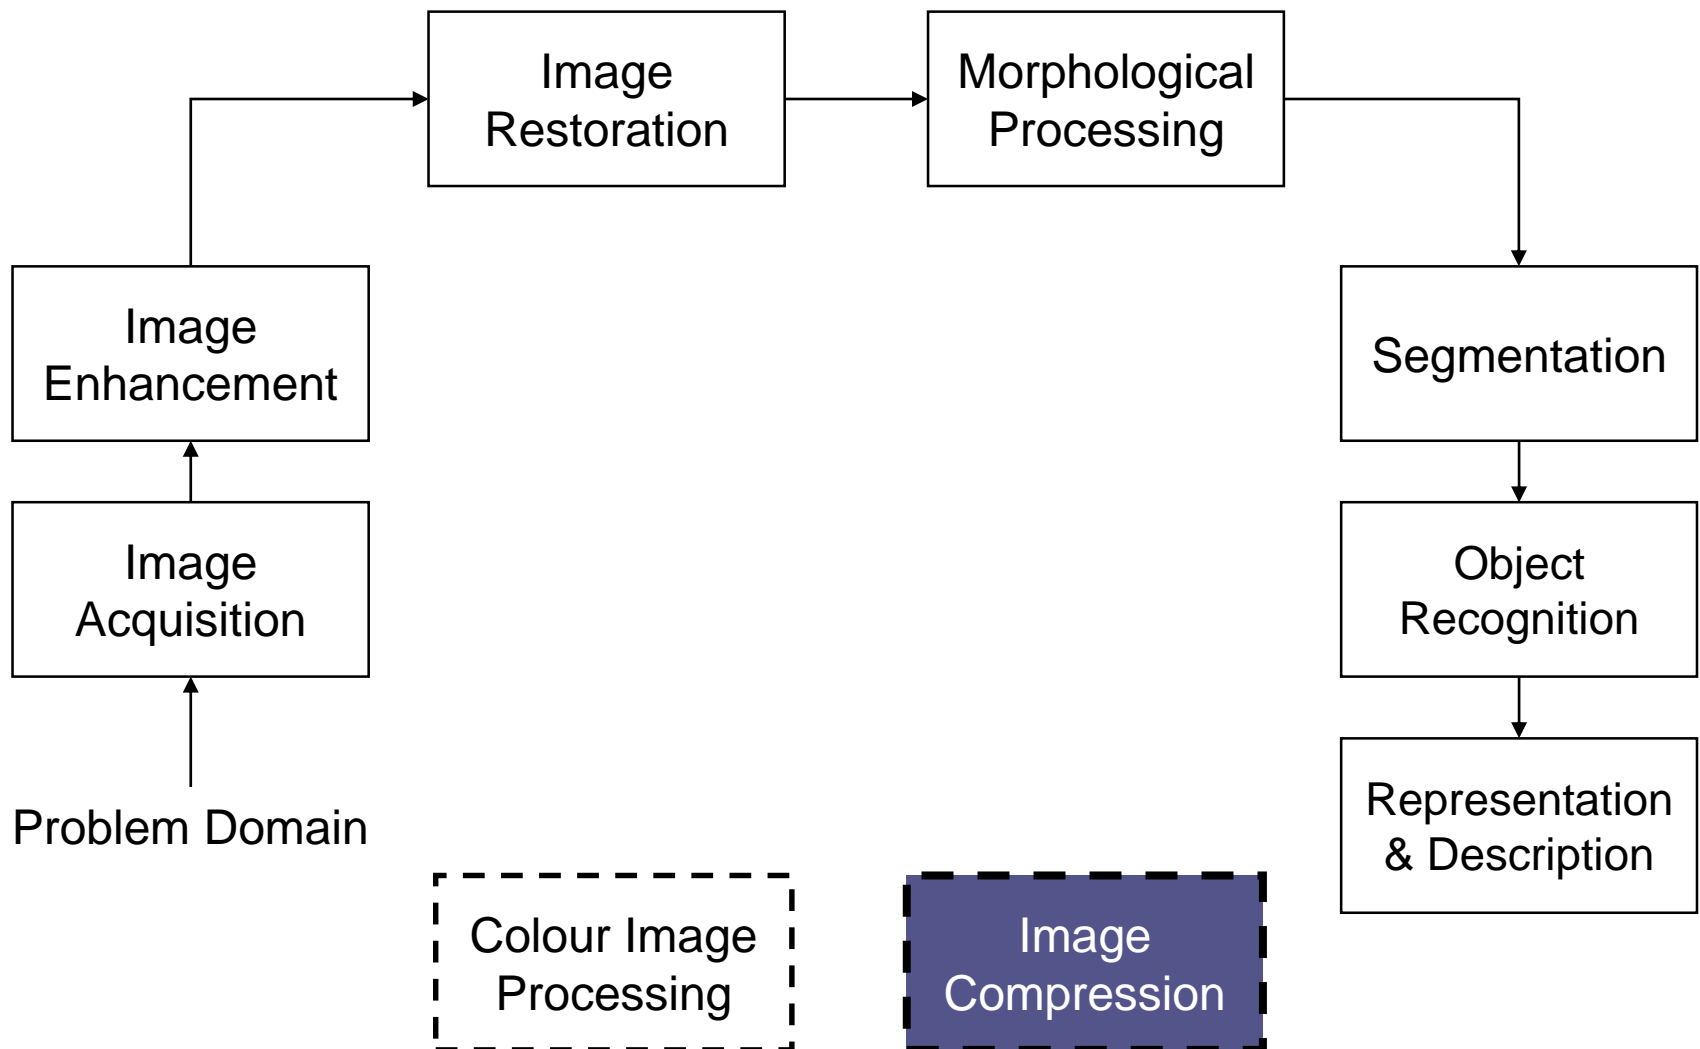 Image
Restoration
Morphological
Processing
Image
Enhancement
Segmentation
Image
Acquisition
Object
Recognition
Problem Domain
Representation
& Description
Colour Image
Processing
Image
Compression